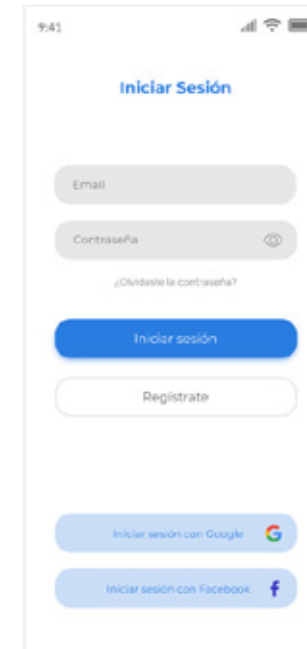 9:41
Iniciar Sesión
Email
Contraseña
¿Olvidaste la contraseña?
Iniciar sesión
Regístrate
Iniciar sesión con Google
Iniciar sesión con Facebook